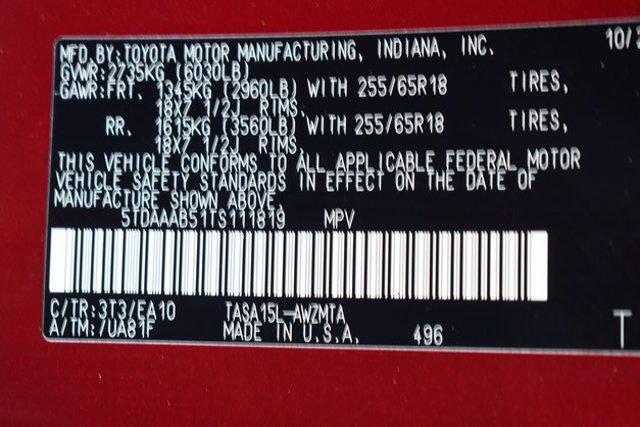 MFD. BY: TOYOTA MOTOR MANUFACTURING, INDIANA, INC. 10/2
GVWR: 2735KG (6030LB)
GAWR: FRT. 1345KG (2960LB) WITH 255/65R18 TIRES,
18X7 1/2J RIMS.
RR. 1615KG (3560LB) WITH 255/65R18 TIRES,
18X7 1/2J RIMS.
THIS VEHICLE CONFORMS TO ALL APPLICABLE FEDERAL MOTOR
VEHICLE SAFETY STANDARDS IN EFFECT ON THE DATE OF
MANUFACTURE SHOWN ABOVE.
5TDAAAB51TS111819 MPV
C/TR: 3T3/EA10 TASA15L-AWZMTA
A/TM: /UA81F MADE IN U.S.A. 496 T